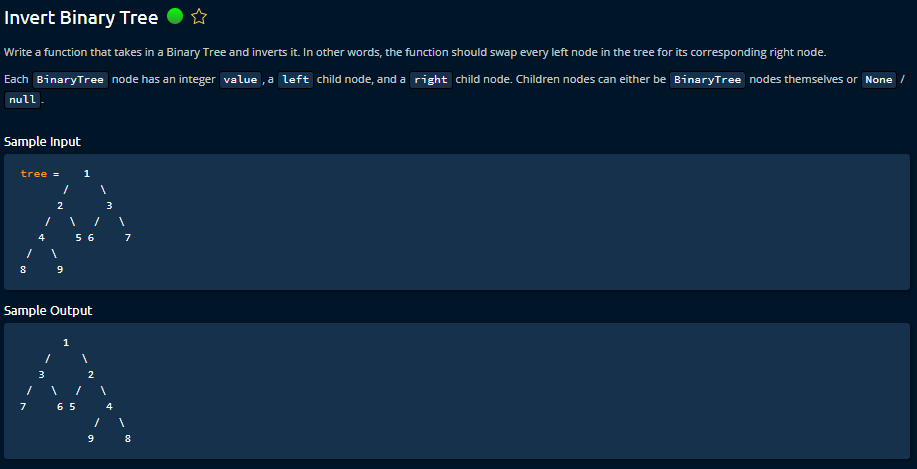 Invert Binary Tree
Write a function that takes in a Binary Tree and inverts it. In other words, the function should swap every left node in the tree for its corresponding right node.
Each BinaryTree node has an integer value, a left child node, and a right child node. Children nodes can either be BinaryTree nodes themselves or None /
null.
Sample Input
tree =    1
       /     \
      2       3
    /   \   /   \
   4     5 6     7
 /   \
8     9
Sample Output
       1
    /     \
   3       2
 /   \   /   \
7     6 5     4
            /   \
           9     8